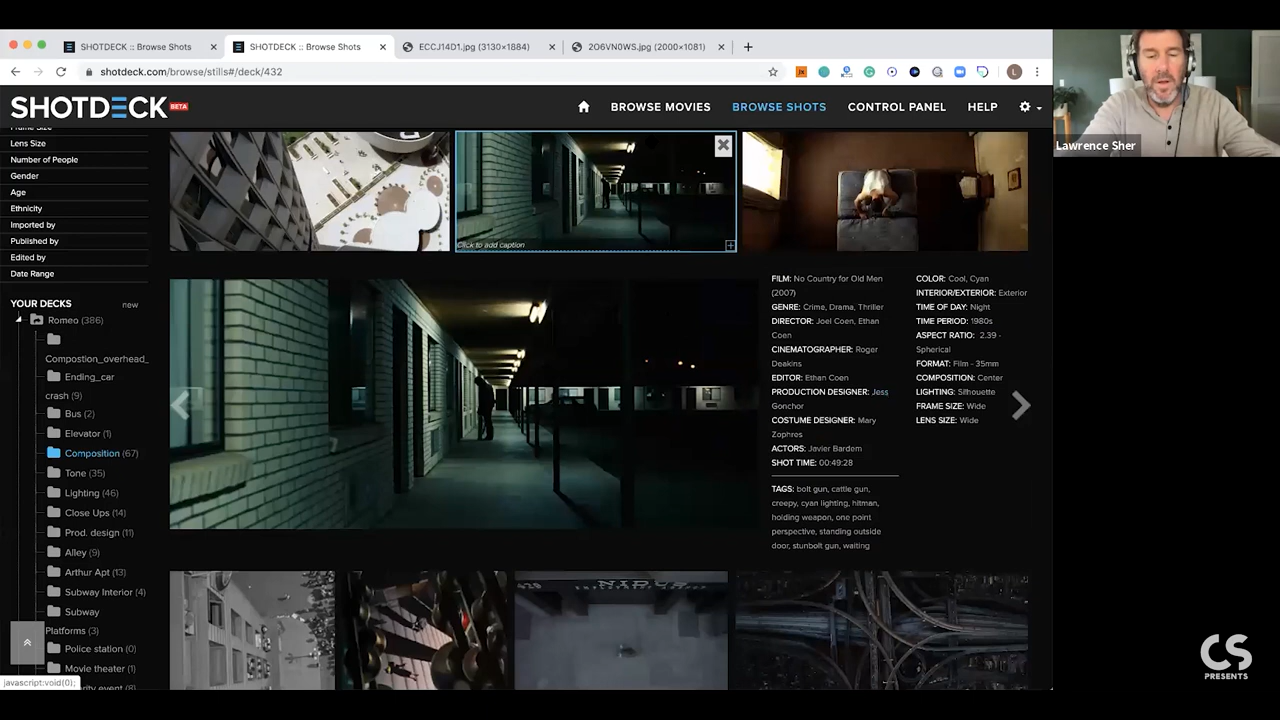 SHOTDECK :: Browse Shots
SHOTDECK :: Browse Shots
ECCJ14D1.jpg (3130×1884)
2O6VN0WS.jpg (2000×1081)
shotdeck.com/browse/stills#/deck/432
L
SHOTDECK BETA
BROWSE MOVIES
BROWSE SHOTS
CONTROL PANEL
HELP
Frame Size
Lens Size
Number of People
Gender
Age
Ethnicity
Imported by
Published by
Edited by
Date Range
YOUR DECKS
new
Romeo (386)
Compostion_overhead_
Ending_car
crash (9)
Bus (2)
Elevator (1)
Composition (67)
Tone (35)
Lighting (46)
Close Ups (14)
Prod. design (11)
Alley (9)
Arthur Apt (13)
Subway Interior (4)
Subway
Platforms (3)
Police station (0)
Movie theater (1)
javascript:void(0);
Click to add caption
FILM: No Country for Old Men
(2007)
GENRE: Crime, Drama, Thriller
DIRECTOR: Joel Coen, Ethan
Coen
CINEMATOGRAPHER: Roger
Deakins
EDITOR: Ethan Coen
PRODUCTION DESIGNER: Jess
Gonchor
COSTUME DESIGNER: Mary
Zophres
ACTORS: Javier Bardem
SHOT TIME: 00:49:28
TAGS: bolt gun, cattle gun,
creepy, cyan lighting, hitman,
holding weapon, one point
perspective, standing outside
door, stunbolt gun, waiting
COLOR: Cool, Cyan
INTERIOR/EXTERIOR: Exterior
TIME OF DAY: Night
TIME PERIOD: 1980s
ASPECT RATIO: 2.39 -
Spherical
FORMAT: Film - 35mm
COMPOSITION: Center
LIGHTING: Silhouette
FRAME SIZE: Wide
LENS SIZE: Wide
Lawrence Sher
CS
PRESENTS